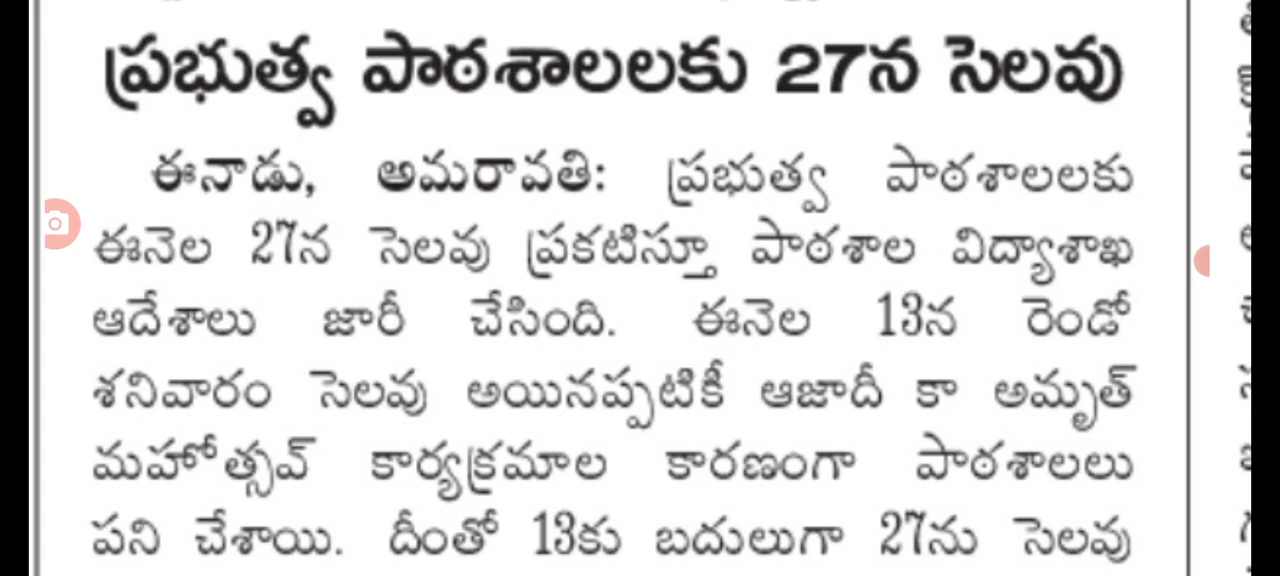 ప్రభుత్వ పాఠశాలలకు 27న సెలవు
ఈనాడు, అమరావతి: ప్రభుత్వ పాఠశాలలకు
ఈనెల 27న సెలవు ప్రకటిస్తూ పాఠశాల విద్యాశాఖ
ఆదేశాలు జారీ చేసింది. ఈనెల 13న రెండో
శనివారం సెలవు అయినప్పటికీ ఆజాదీ కా అమృత్
మహోత్సవ్ కార్యక్రమాల కారణంగా పాఠశాలలు
పని చేశాయి. దీంతో 13కు బదులుగా 27ను సెలవు